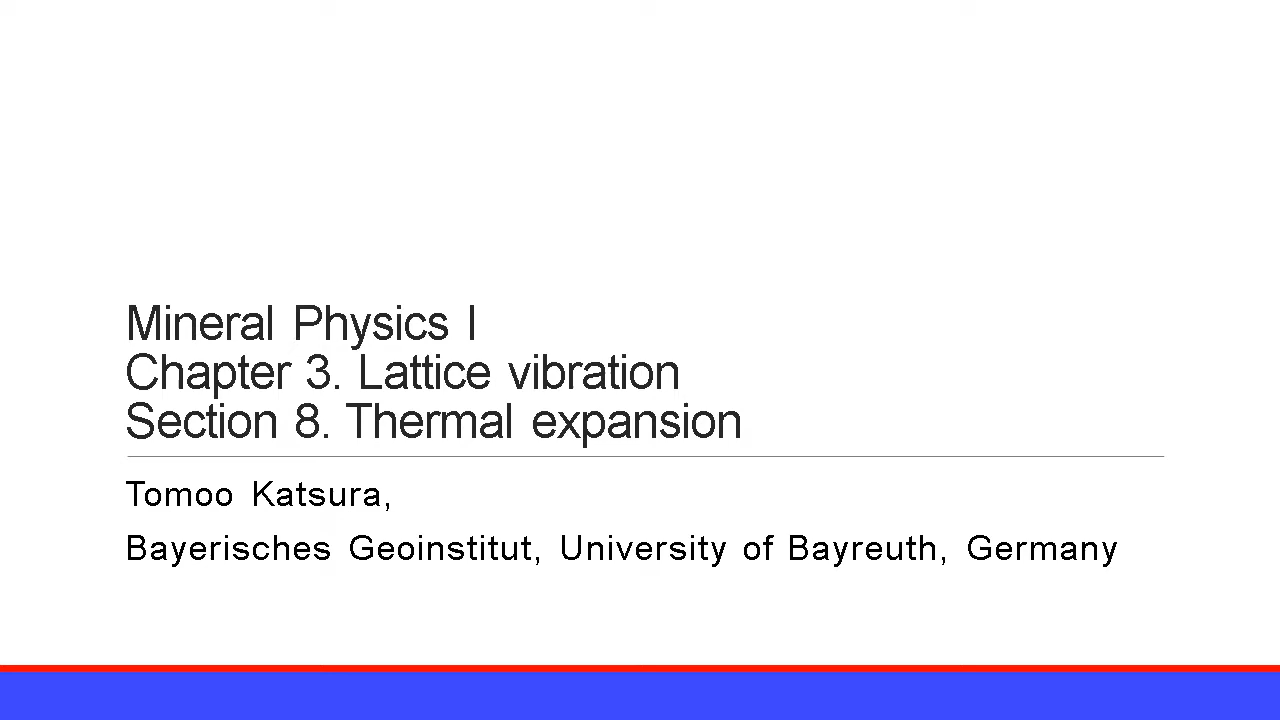 Mineral Physics I
Chapter 3. Lattice vibration
Section 8. Thermal expansion
Tomoo Katsura,
Bayerisches Geoinstitut, University of Bayreuth, Germany